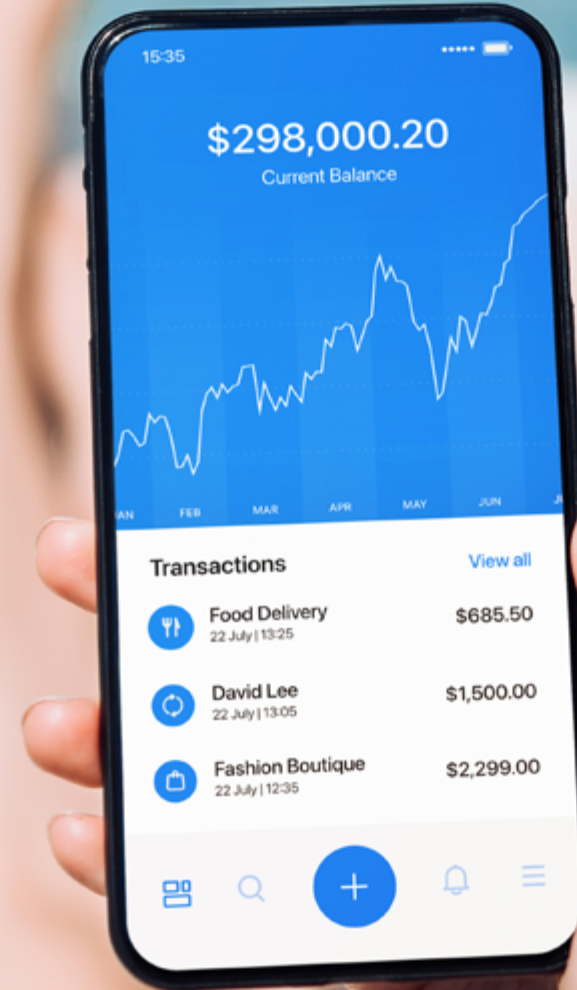 15:35
$298,000.20
Current Balance
AN FEB MAR APR MAY JUN
Transactions
View all
Food Delivery
$685.50
22 July | 13:25
David Lee
$1,500.00
22 July | 13:05
Fashion Boutique
$2,299.00
22 July | 12:35